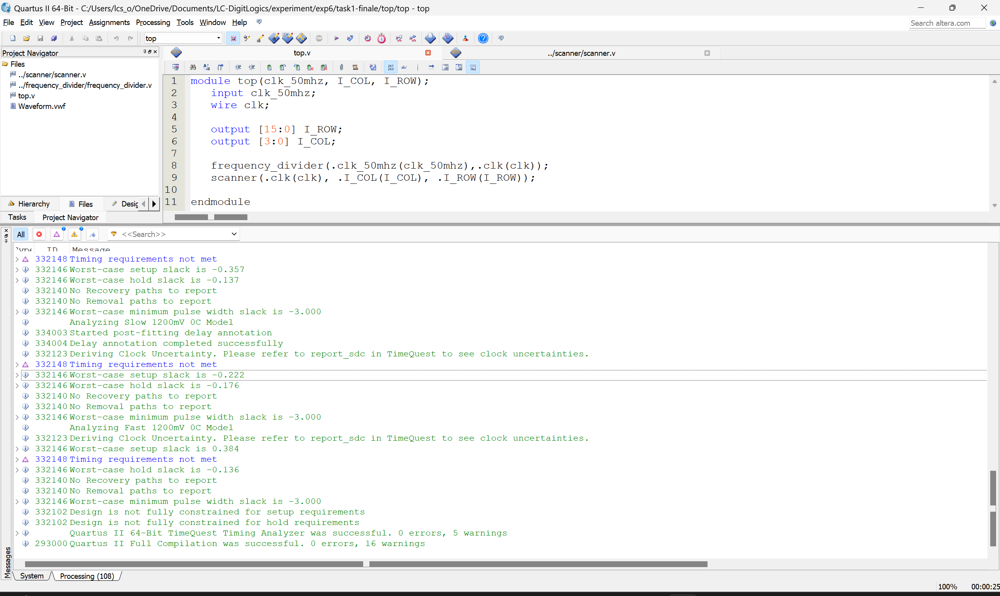 Quartus II 64-Bit - C:/Users/lcs_o/OneDrive/Documents/LC-DigitLogics/experiment/exp6/task1-finale/top/top - top
File Edit View Project Assignments Processing Tools Window Help
Search altera.com
top
Project Navigator
Files
../scanner/scanner.v
../frequency_divider/frequency_divider.v
top.v
Waveform.vwf
Hierarchy Files Desig
Tasks Project Navigator
top.v ../scanner/scanner.v
1 module top(clk_50mhz, I_COL, I_ROW);
2 input clk_50mhz;
3 wire clk;
4
5 output [15:0] I_ROW;
6 output [3:0] I_COL;
7
8 frequency_divider(.clk_50mhz(clk_50mhz),.clk(clk));
9 scanner(.clk(clk), .I_COL(I_COL), .I_ROW(I_ROW));
10
11 endmodule
All <<Search>>
Type ID Message
332148 Timing requirements not met
332146 Worst-case setup slack is -0.357
332146 Worst-case hold slack is -0.137
332140 No Recovery paths to report
332140 No Removal paths to report
332146 Worst-case minimum pulse width slack is -3.000
Analyzing Slow 1200mV 0C Model
334003 Started post-fitting delay annotation
334004 Delay annotation completed successfully
332123 Deriving Clock Uncertainty. Please refer to report_sdc in TimeQuest to see clock uncertainties.
332148 Timing requirements not met
332146 Worst-case setup slack is -0.222
332146 Worst-case hold slack is -0.176
332140 No Recovery paths to report
332140 No Removal paths to report
332146 Worst-case minimum pulse width slack is -3.000
Analyzing Fast 1200mV 0C Model
332123 Deriving Clock Uncertainty. Please refer to report_sdc in TimeQuest to see clock uncertainties.
332146 Worst-case setup slack is 0.384
332148 Timing requirements not met
332146 Worst-case hold slack is -0.136
332140 No Recovery paths to report
332140 No Removal paths to report
332146 Worst-case minimum pulse width slack is -3.000
332102 Design is not fully constrained for setup requirements
332102 Design is not fully constrained for hold requirements
Quartus II 64-Bit TimeQuest Timing Analyzer was successful. 0 errors, 5 warnings
293000 Quartus II Full Compilation was successful. 0 errors, 16 warnings
Messages
System Processing (108)
100% 00:00:25